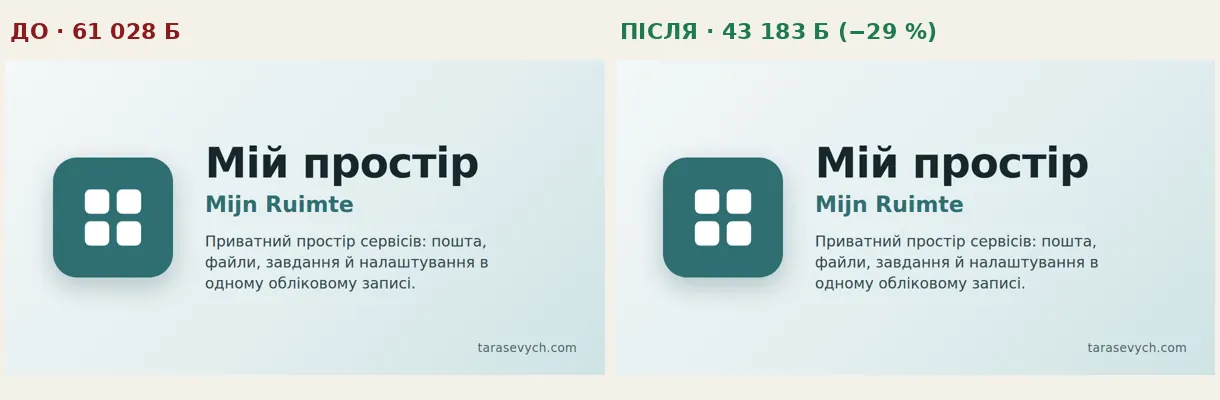 ДО · 61 028 Б
Мій простір
Mijn Ruimte
Приватний простір сервісів: пошта,
файли, завдання й налаштування в
одному обліковому записі.
tarasevych.com
ПІСЛЯ · 43 183 Б (−29 %)
Мій простір
Mijn Ruimte
Приватний простір сервісів: пошта,
файли, завдання й налаштування в
одному обліковому записі.
tarasevych.com